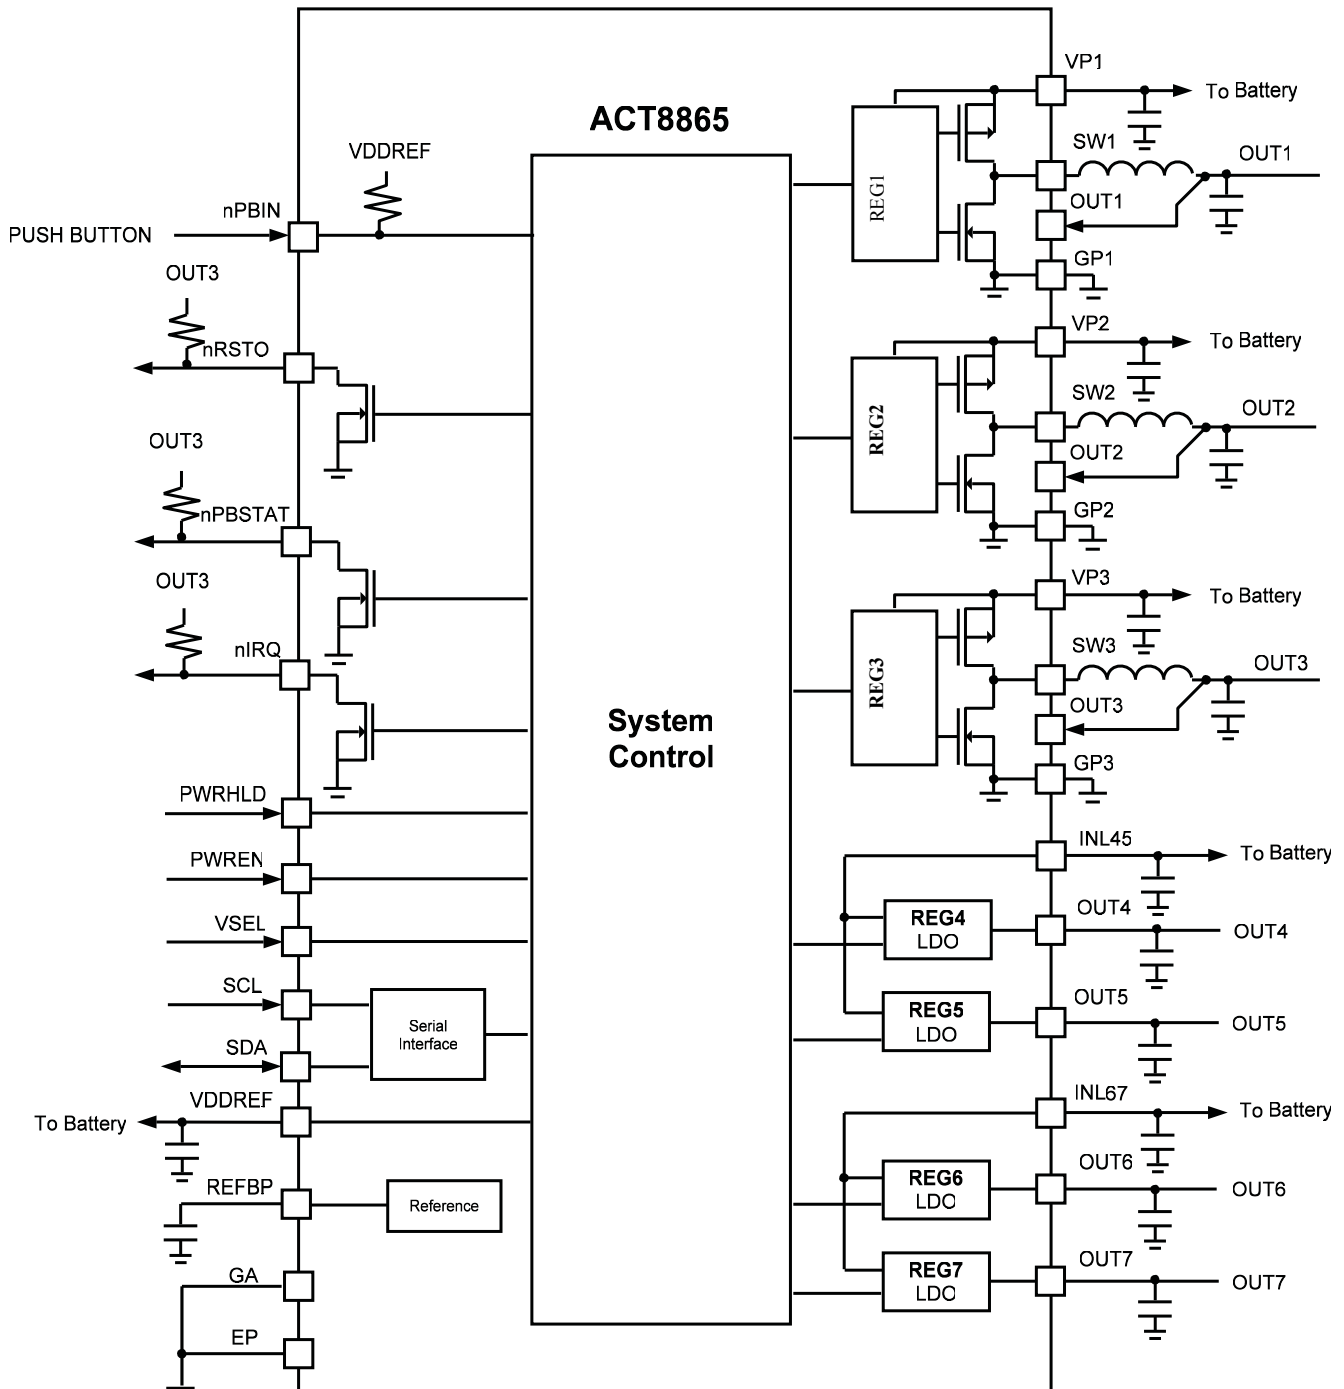 ACT8865
VDDREF
nPBIN
PUSH BUTTON
OUT3
nRSTO
OUT3
nPBSTAT
OUT3
nIRQ
PWRHLD
PWREN
VSEL
SCL
SDA
Serial
Interface
VDDREF
To Battery
REFBP
Reference
GA
EP
System
Control
VP1
To Battery
REG1
SW1
OUT1
OUT1
GP1
VP2
To Battery
REG2
SW2
OUT2
OUT2
GP2
VP3
To Battery
REG3
SW3
OUT3
OUT3
GP3
INL45
To Battery
REG4
LDO
OUT4
OUT4
REG5
LDO
OUT5
OUT5
INL67
To Battery
REG6
LDO
OUT6
OUT6
REG7
LDO
OUT7
OUT7